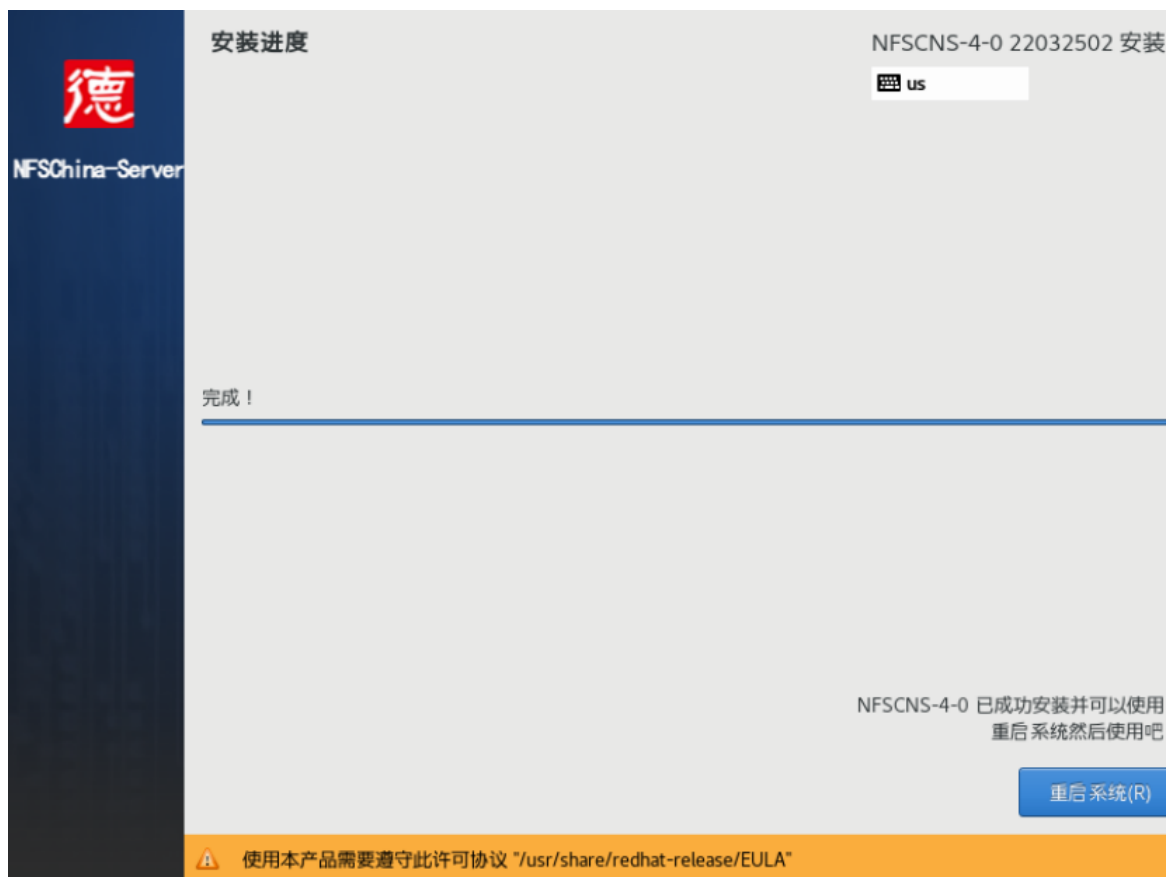 安装进度
NFSCNS-4-0 22032502 安装
us
德
NFSChina-Server
完成！
NFSCNS-4-0 已成功安装并可以使用
重启系统然后使用吧
重启系统(R)
使用本产品需要遵守此许可协议 "/usr/share/redhat-release/EULA"